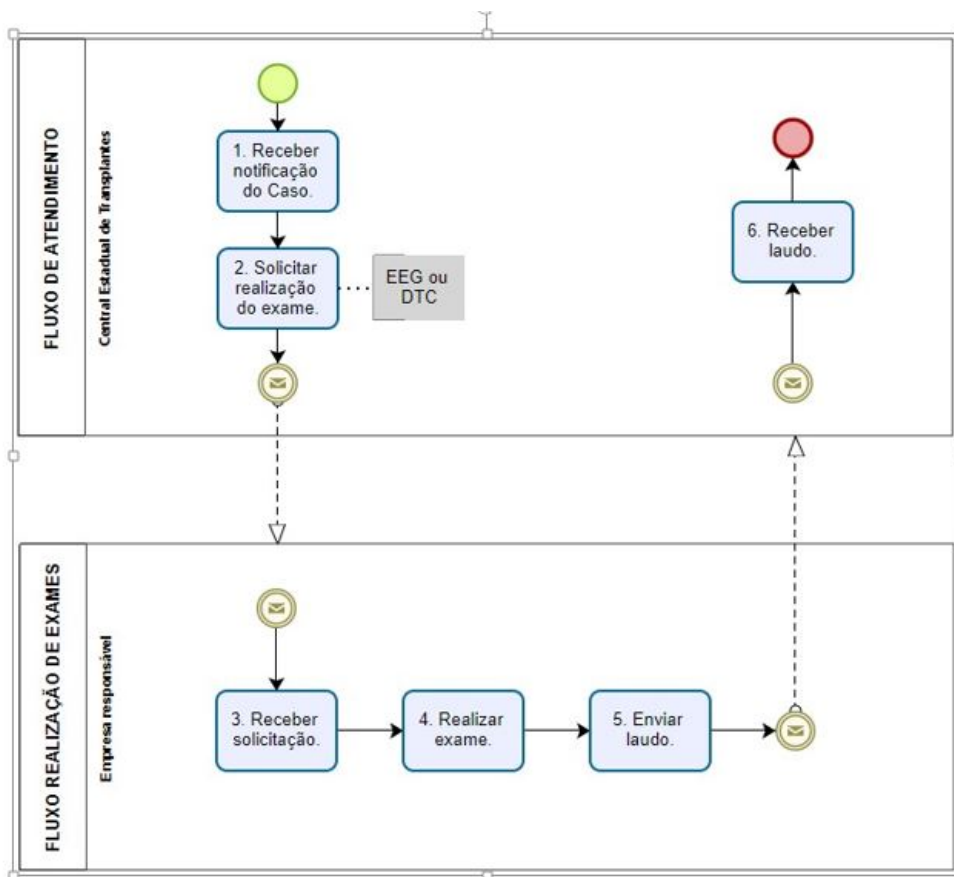 FLUXO DE ATENDIMENTO
Central Estadual de Transplantes
1. Receber
notificação
do Caso.
2. Solicitar
realização
do exame.
EEG ou
DTC
6. Receber
laudo.
FLUXO REALIZAÇÃO DE EXAMES
Empresa responsável
3. Receber
solicitação.
4. Realizar
exame.
5. Enviar
laudo.